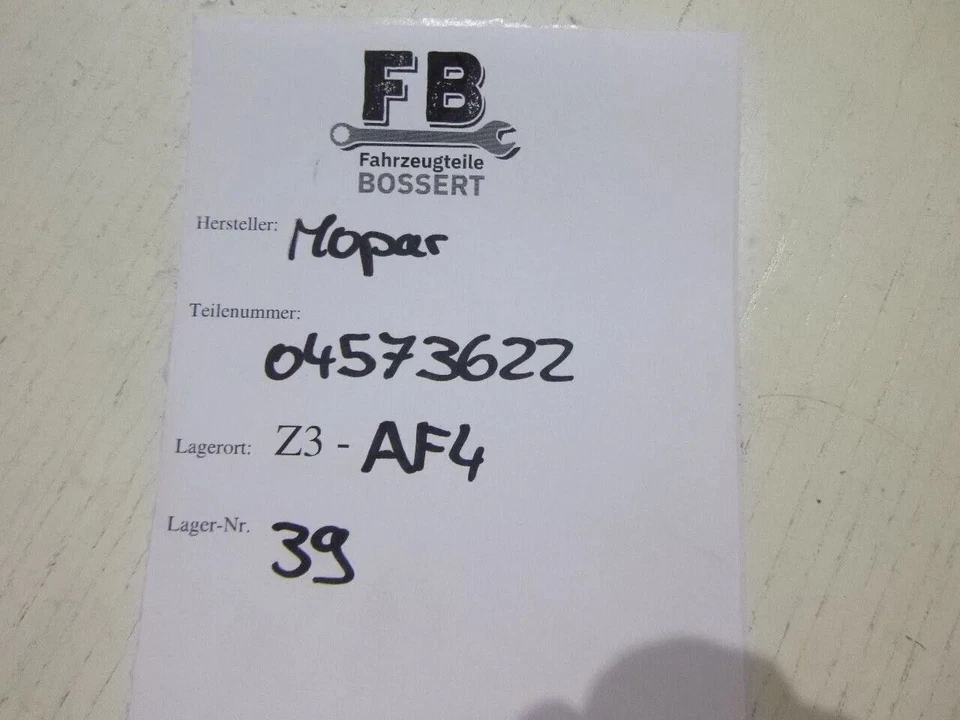 FB
Fahrzeugteile
BOSSERT
Hersteller: Mopar
Teilenummer:
04573622
Lagerort: Z3 - AF4
Lager-Nr. 39